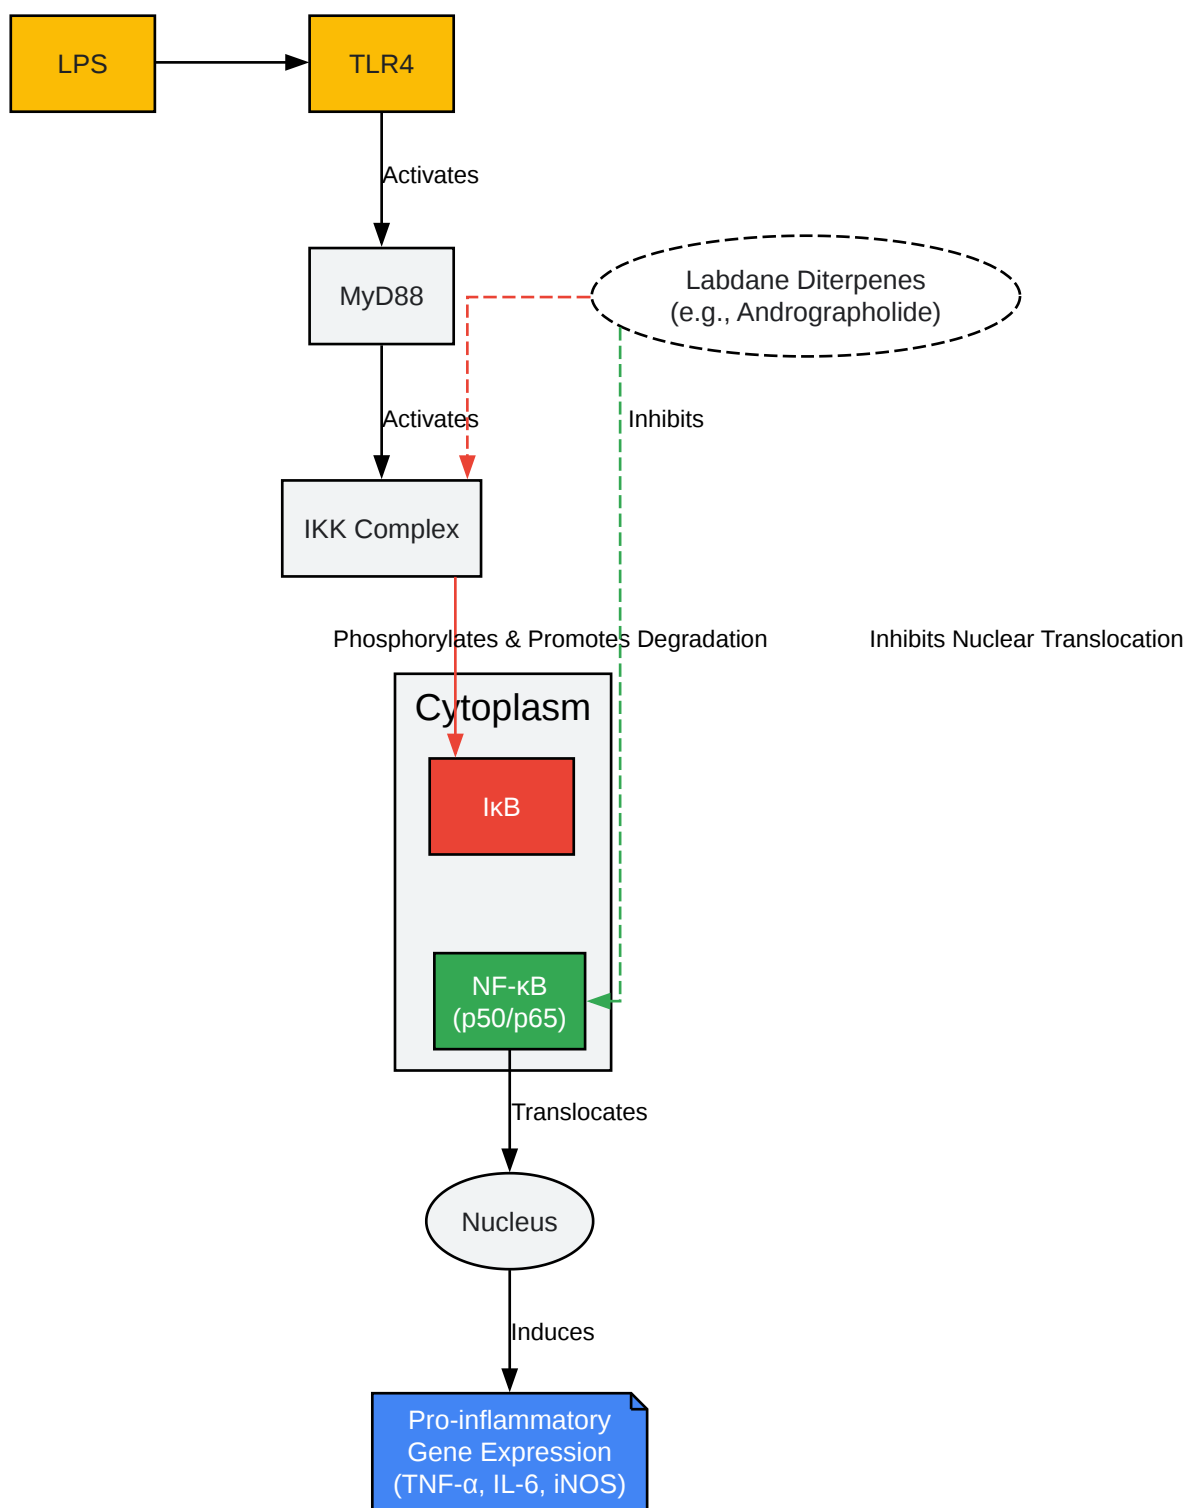 LPS
TLR4
Activates
MyD88
Labdane Diterpenes
(e.g., Andrographolide)
Activates
Inhibits
IKK Complex
Phosphorylates & Promotes Degradation
Inhibits Nuclear Translocation
Cytoplasm
IκB
NF-κB
(p50/p65)
Translocates
Nucleus
Induces
Pro-inflammatory
Gene Expression
(TNF-α, IL-6, iNOS)